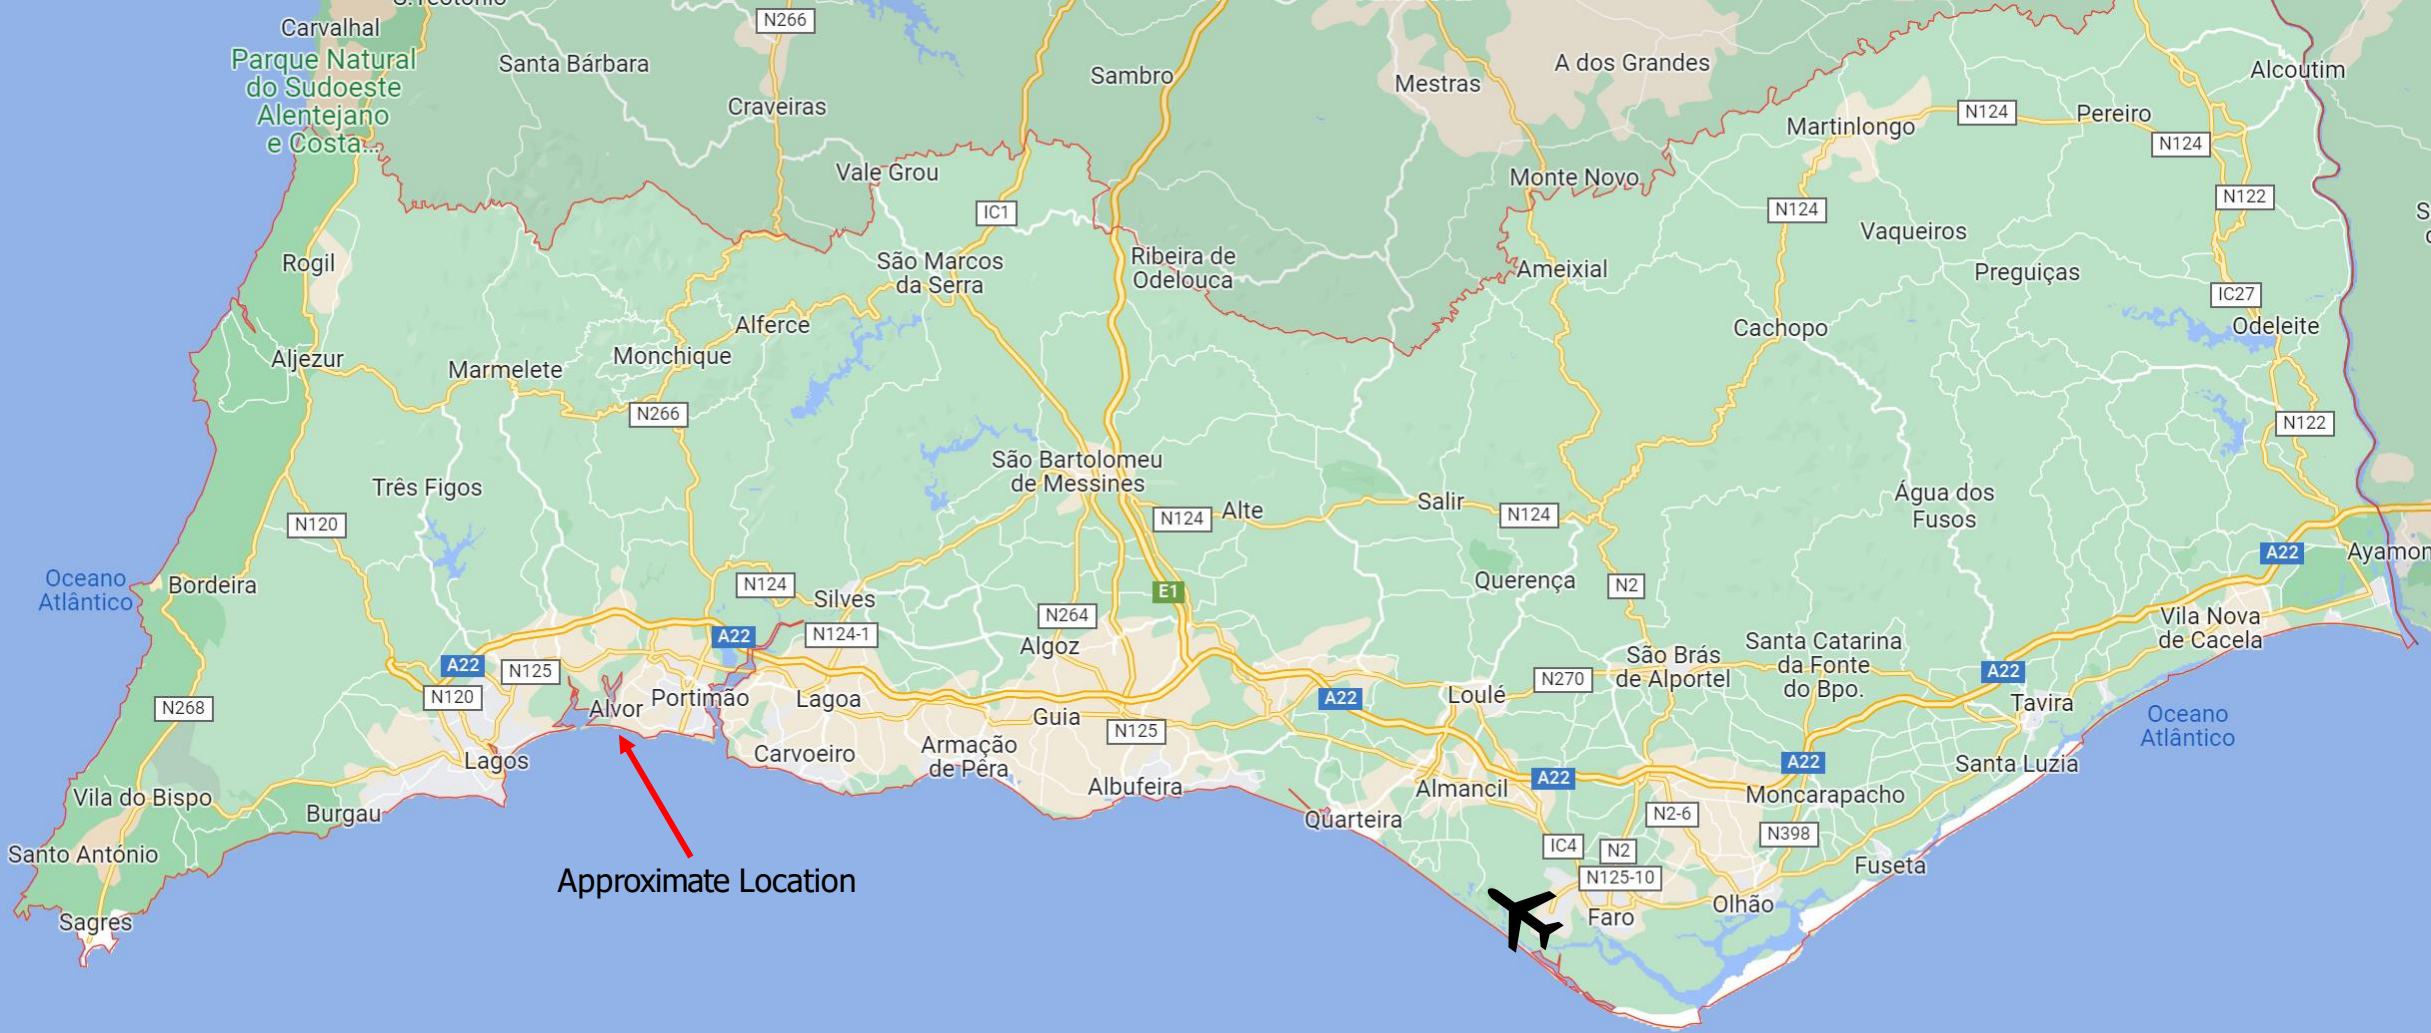 S.Teotónio
N266
Carvalhal
Parque Natural
do Sudoeste
Alentejano
e Costa...
Santa Bárbara
Craveiras
Sambro
Mestras
A dos Grandes
Alcoutim
Martinlongo
N124
Pereiro
N124
Vale Grou
Monte Novo
N122
IC1
N124
Vaqueiros
Rogil
São Marcos
da Serra
Ribeira de
Odelouca
Ameixial
Preguiças
IC27
Alferce
Cachopo
Odeleite
Aljezur
Marmelete
Monchique
N266
N122
São Bartolomeu
de Messines
Três Figos
N120
N124
Alte
Salir
N124
Água dos
Fusos
Oceano
Atlântico
Bordeira
N124
Silves
E1
Querença
N2
A22
Ayamon
N264
Algoz
A22
N124-1
Vila Nova
de Cacela
A22
N125
N120
N268
Alvor
Portimão
Lagoa
Guia
N125
A22
Loulé
N270
São Brás
de Alportel
Santa Catarina
da Fonte
do Bpo.
A22
Tavira
Oceano
Atlântico
Lagos
Carvoeiro
Armação
de Pêra
Albufeira
Almancil
A22
A22
Santa Luzia
Vila do Bispo
Burgau
Quarteira
Moncarapacho
N2-6
N398
Santo António
Approximate Location
IC4
N2
N125-10
Fuseta
Sagres
Faro
Olhão